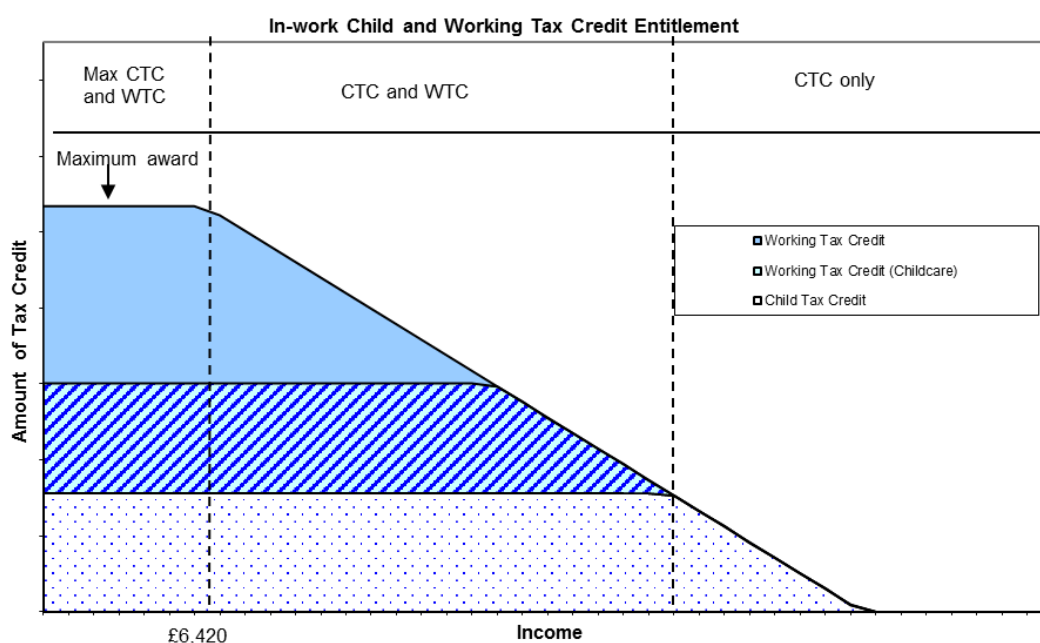 In-work Child and Working Tax Credit Entitlement
Max CTC
and WTC
CTC and WTC
CTC only
Maximum award
Working Tax Credit
Working Tax Credit (Childcare)
Child Tax Credit
Amount of Tax Credit
£6.420
Income